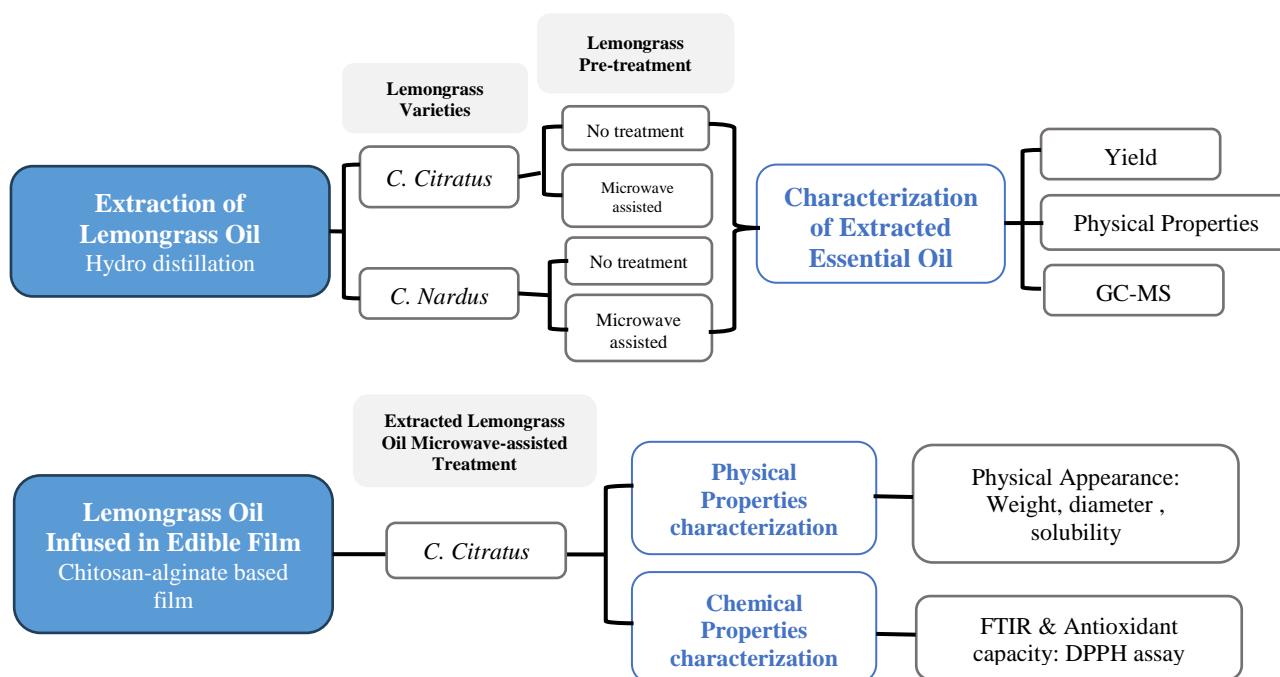 Lemongrass
Pre-treatment
Lemongrass
Varieties
No treatment
C. Citratus
Microwave
assisted
Extraction of
Lemongrass Oil
Hydro distillation
No treatment
C. Nardus
Microwave
assisted
Characterization
of Extracted
Essential Oil
Yield
Physical Properties
GC-MS
Extracted Lemongrass
Oil Microwave-assisted
Treatment
Lemongrass Oil
Infused in Edible Film
Chitosan-alginate based
film
C. Citratus
Physical
Properties
characterization
Physical Appearance:
Weight, diameter ,
solubility
Chemical
Properties
characterization
FTIR & Antioxidant
capacity: DPPH assay